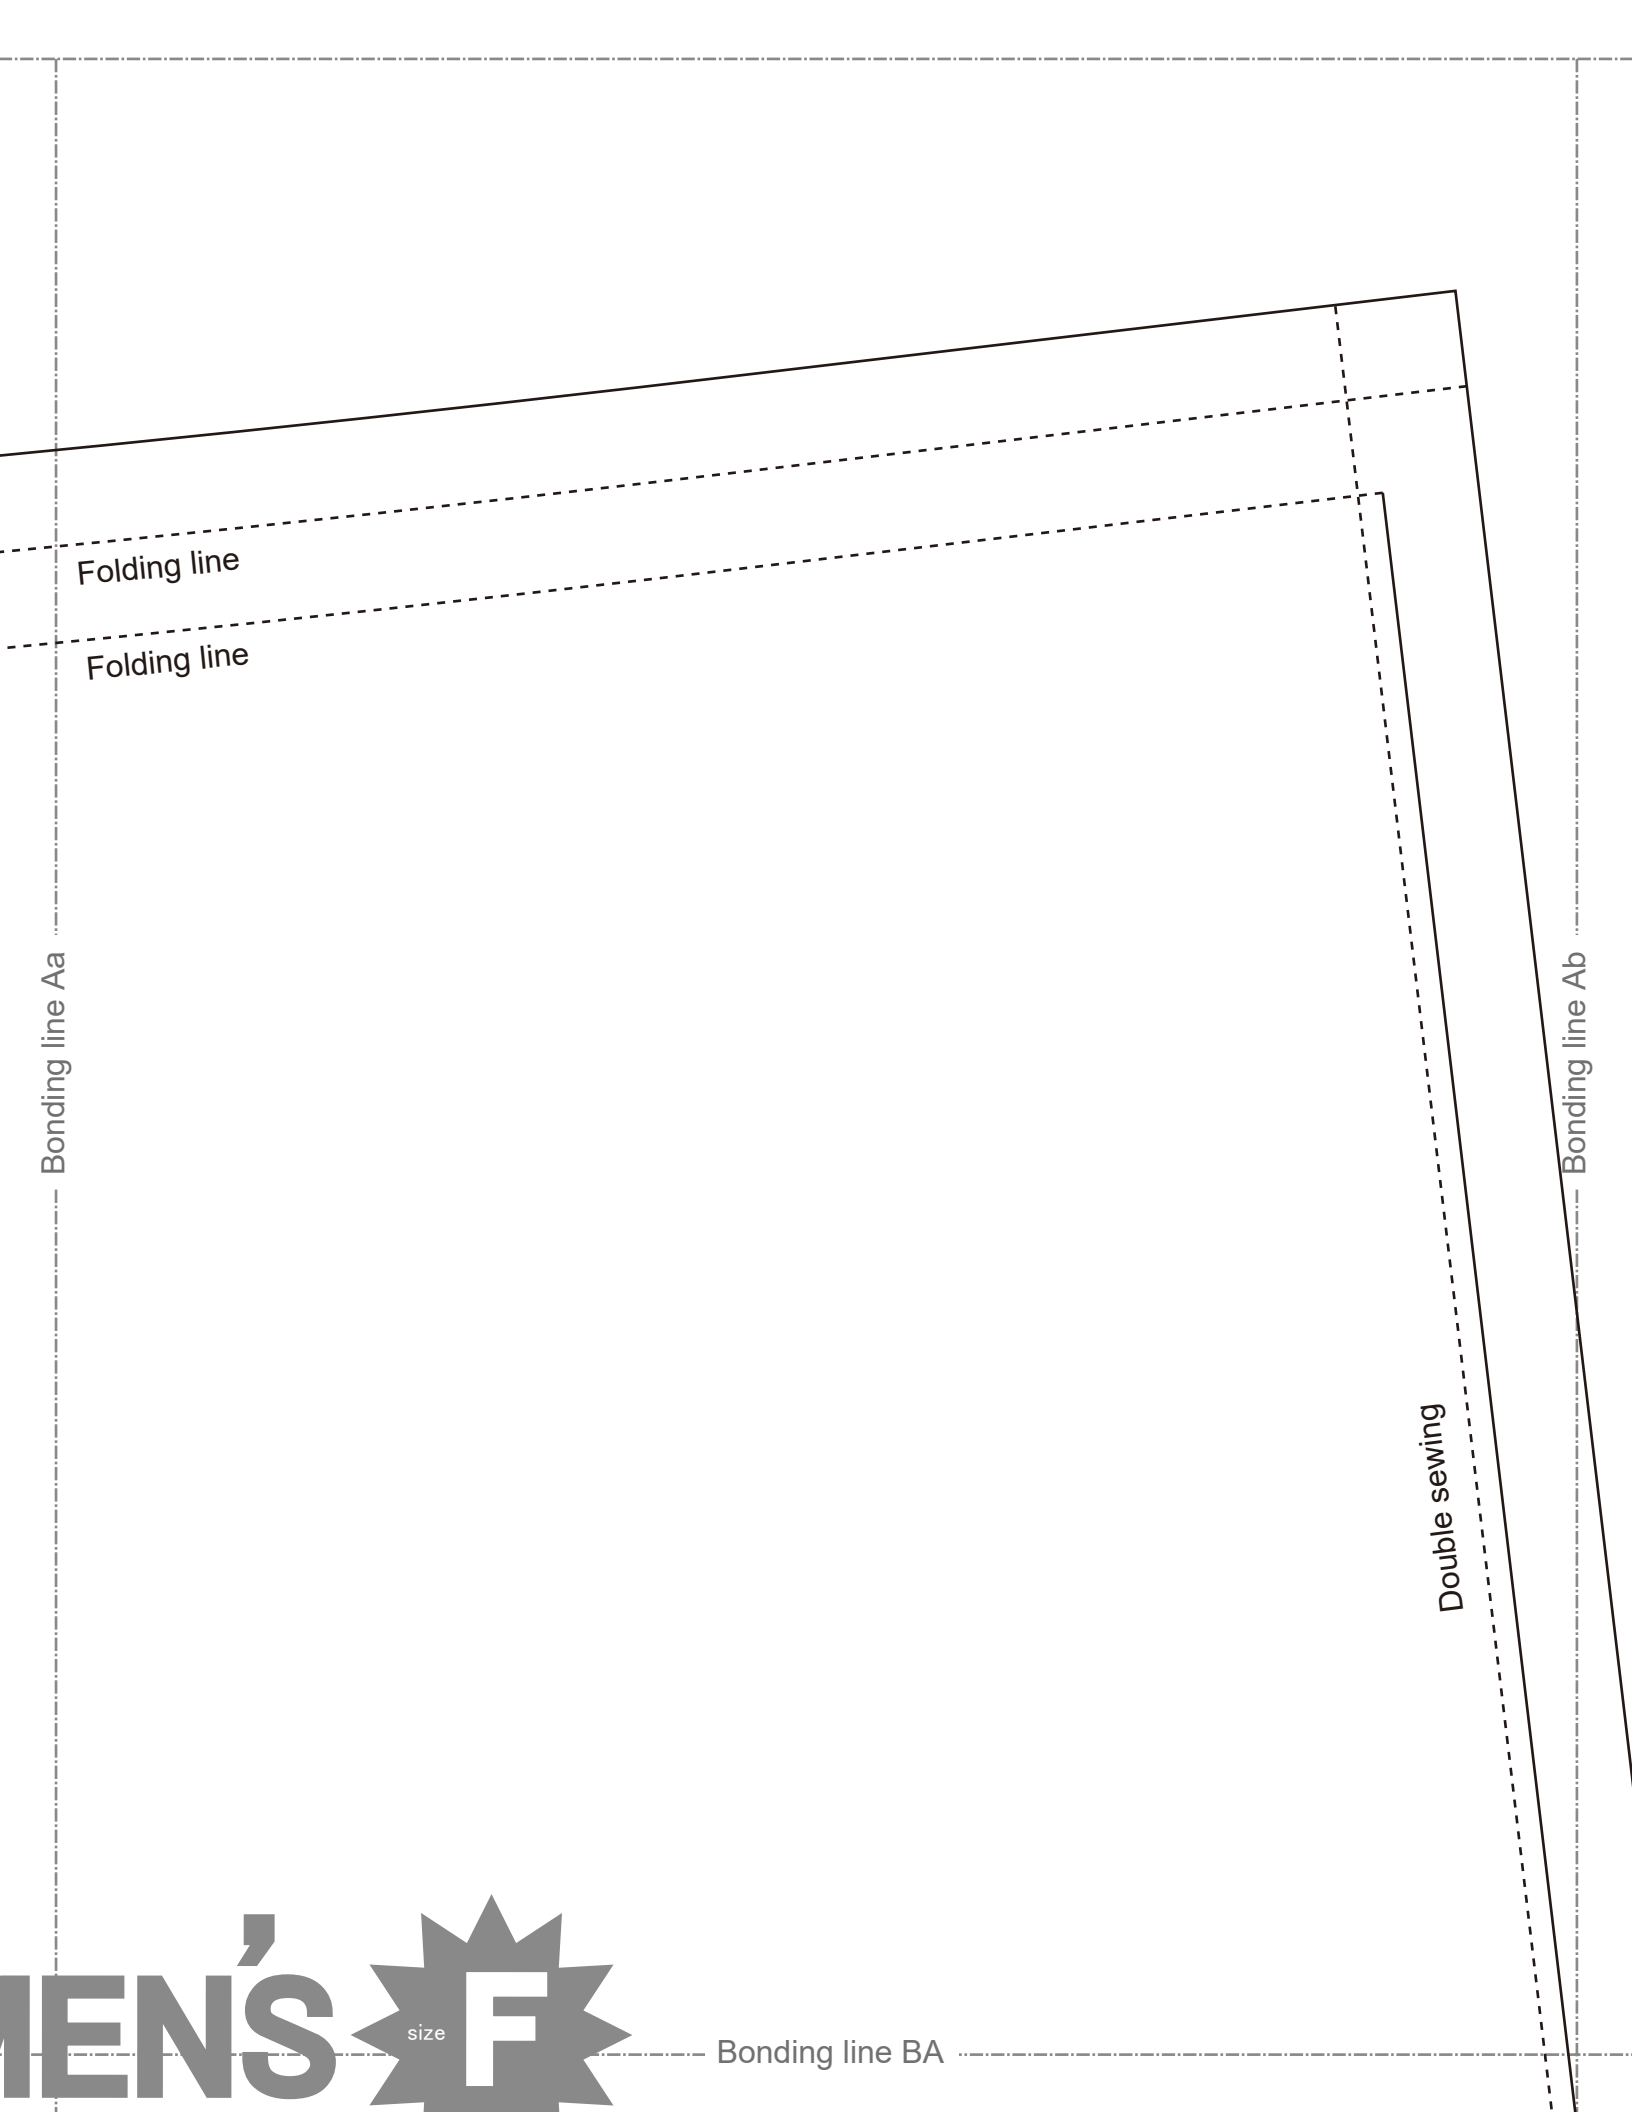 Folding line
Folding line
Bonding line Aa
Bonding line Ab
Double sewing
MEN'S
size F
Bonding line BA